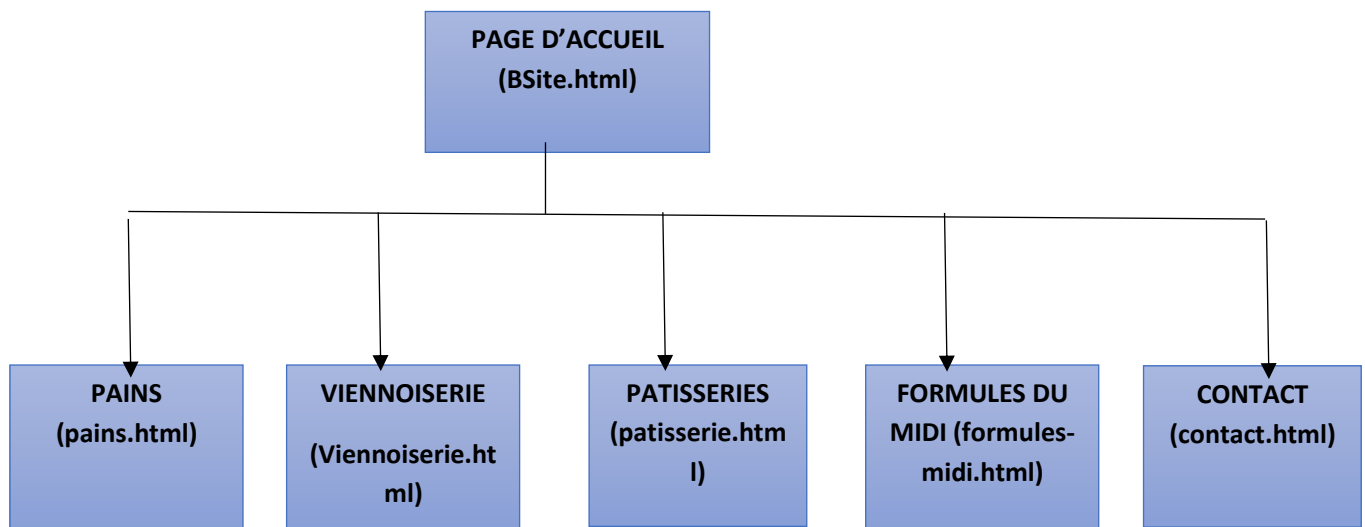 PAGE D’ACCUEIL
(BSite.html)
PAINS
(pains.html)
VIENNOISERIE
(Viennoiserie.ht
ml)
PATISSERIES
(patisserie.htm
l)
FORMULES DU
MIDI (formules-
midi.html)
CONTACT
(contact.html)